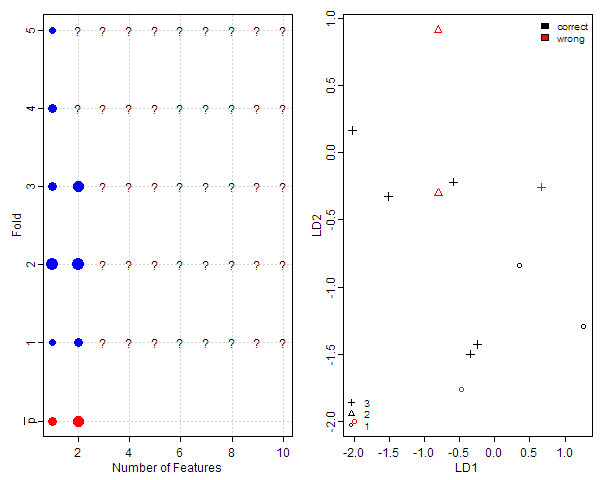 Fold
5 ? ? ? ? ? ? ? ? ?
4 ? ? ? ? ? ? ? ? ?
3 ? ? ? ? ? ? ? ?
2 ? ? ? ? ? ? ? ?
1 ? ? ? ? ? ? ? ?
p̅
2 4 6 8 10
Number of Features
LD2
1.0
0.5
0.0
-0.5
-1.0
-1.5
-2.0
correct
wrong
3
2
1
-2.0 -1.5 -1.0 -0.5 0.0 0.5 1.0
LD1